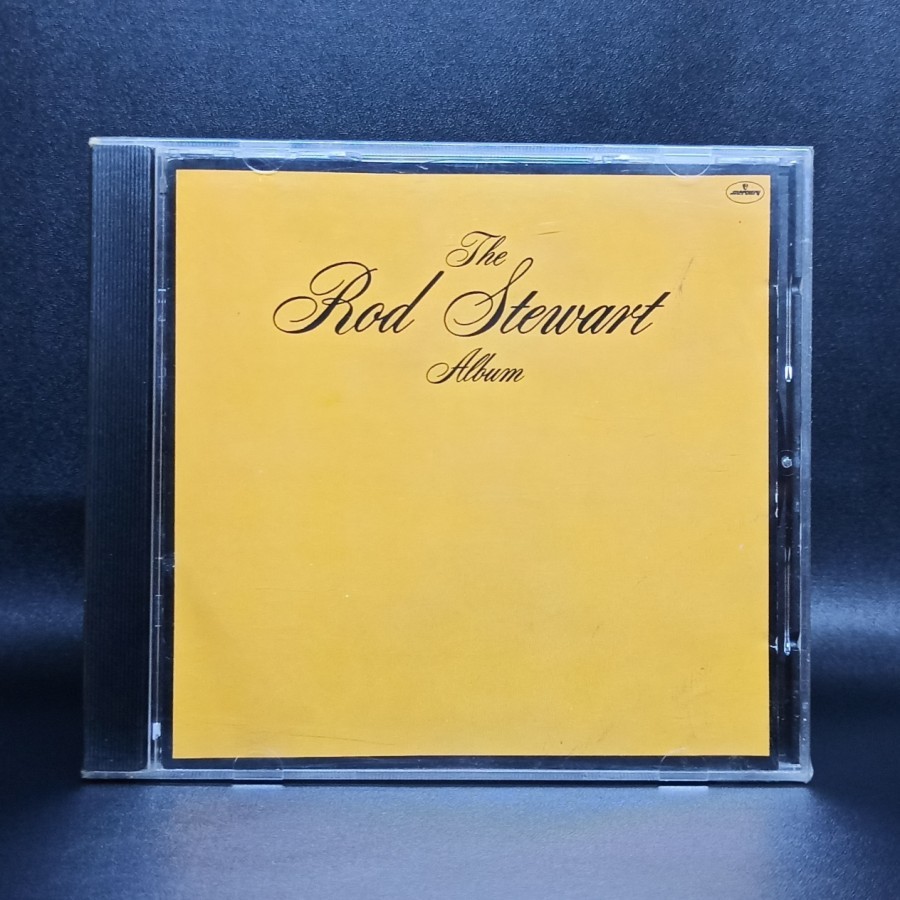 The
Rod Stewart
Album